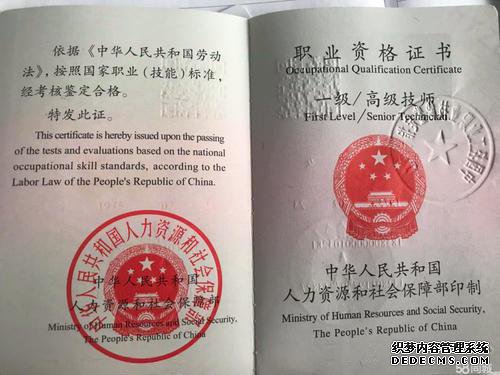 依据《中华人民共和国劳动
法》，按照国家职业（技能）标准，
经考核鉴定合格。
特发此证。
This certificate is hereby issued upon the passing
of the tests and evaluations based on the national
occupational skill standards, according to the
Labor Law of the People's Republic of China.
中华人民共和国人力资源和社会保障部
中华人民共和国
人力资源和社会保障部
Ministry of Human Resources and Social Security,
The People's Republic of China
职业资格证书
Occupational Qualification Certificate
一级/高级技师
First Level/Senior Technician
中华人民共和国
人力资源和社会保障部印制
Ministry of Human Resources and Social Security,
The People's Republic of China
织梦内容管理系统
DEDECMS.COM
58同城